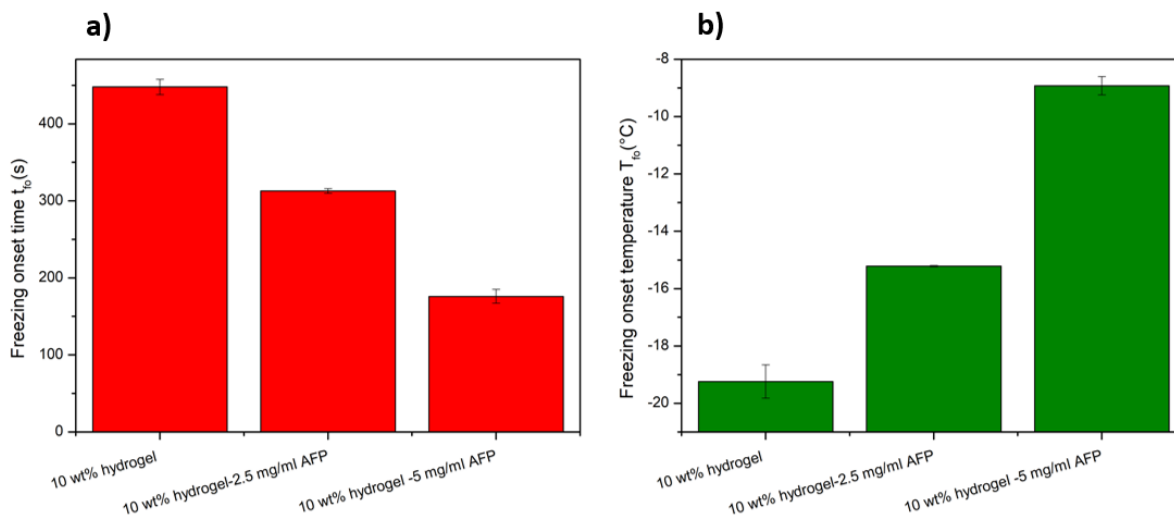 a)
Freezing onset time t_fo(s)
400
300
200
100
0
10 wt% hydrogel
10 wt% hydrogel-2.5 mg/ml AFP
10 wt% hydrogel -5 mg/ml AFP
b)
Freezing onset temperature T_fo(°C)
-8
-10
-12
-14
-16
-18
-20
10 wt% hydrogel
10 wt% hydrogel-2.5 mg/ml AFP
10 wt% hydrogel -5 mg/ml AFP